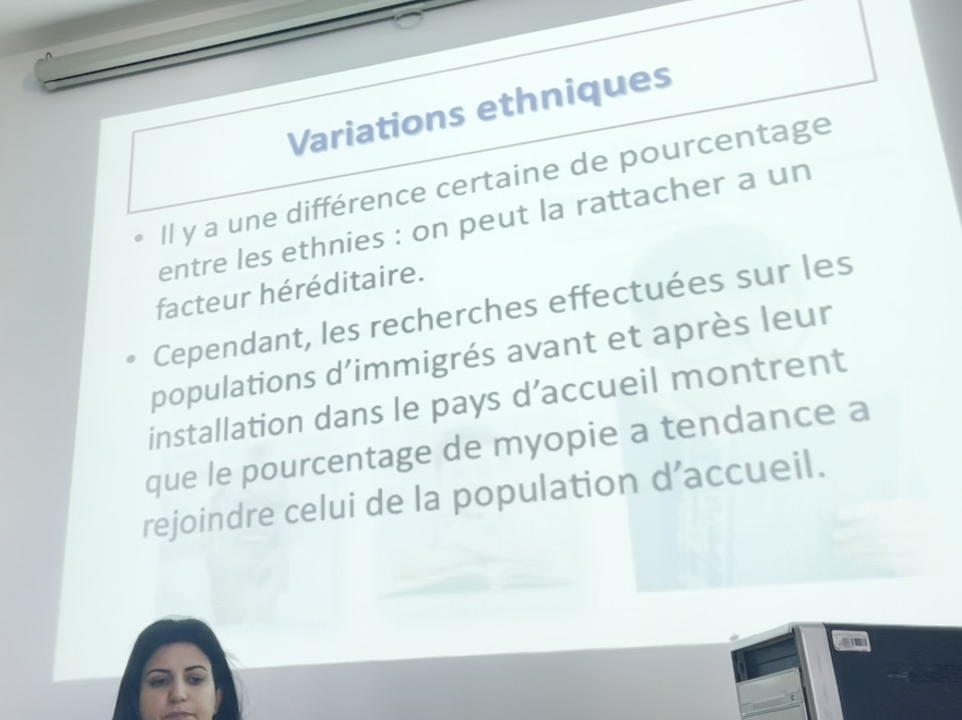 Variations ethniques
• Il y a une différence certaine de pourcentage
entre les ethnies : on peut la rattacher a un
facteur héréditaire.
• Cependant, les recherches effectuées sur les
populations d’immigrés avant et après leur
installation dans le pays d’accueil montrent
que le pourcentage de myopie a tendance a
rejoindre celui de la population d’accueil.